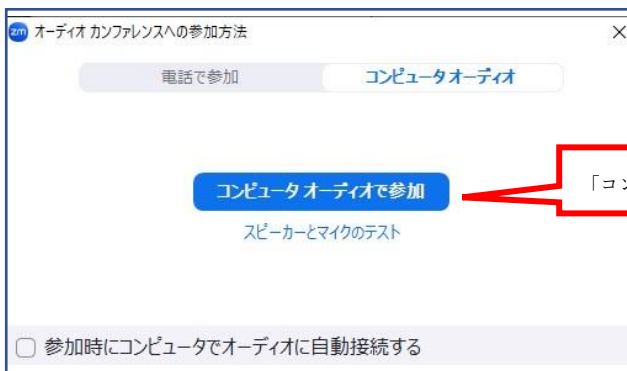 zm オーディオ カンファレンスへの参加方法
電話で参加 コンピュータ オーディオ
コンピュータ オーディオで参加
「コン
スピーカーとマイクのテスト
参加時にコンピュータでオーディオに自動接続する